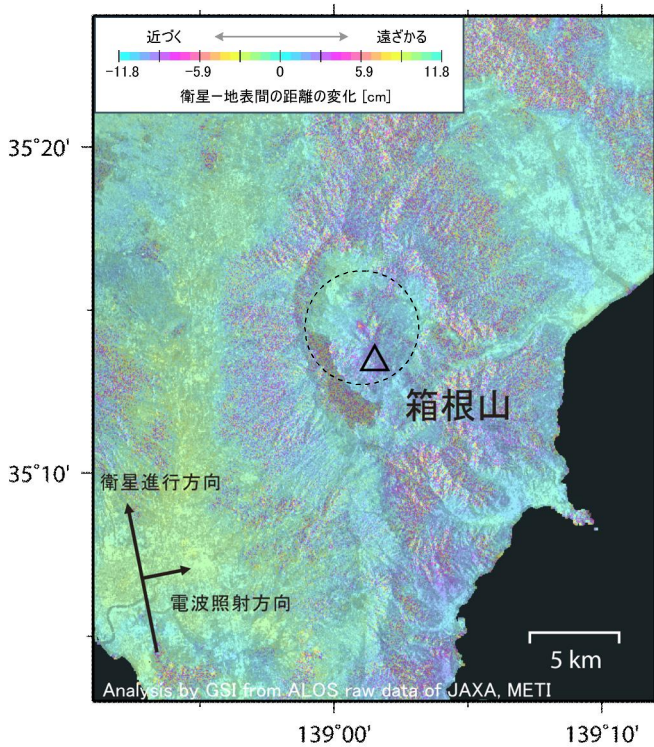 近づく 遠ざかる
-11.8 -5.9 0 5.9 11.8
衛星ー地表間の距離の変化 [cm]
35°20'
箱根山
35°10'
衛星進行方向
電波照射方向
5 km
Analysis by GSI from ALOS raw data of JAXA, METI
139°00' 139°10'